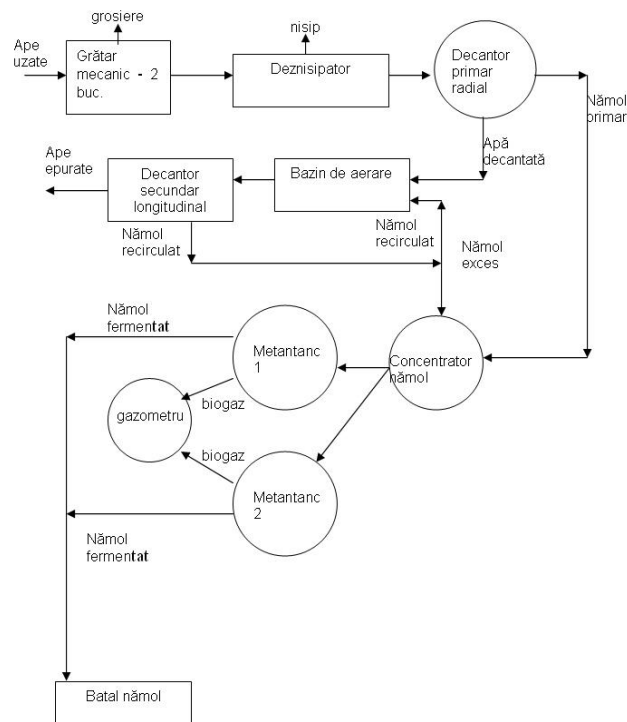 grosiere
nisip
Ape
uzate
Grătar
mecanic - 2
buc.
Deznisipator
Decantor
primar
radial
Nămol
primar
Apă
decantată
Ape
epurate
Decantor
secundar
longitudinal
Bazin de aerare
Nămol
recirculat
Nămol
recirculat
Nămol
exces
Nămol
fermentat
Metantanc
1
Concentrator
nămol
biogaz
gazometru
biogaz
Metantanc
2
Nămol
fermentat
Batal nămol